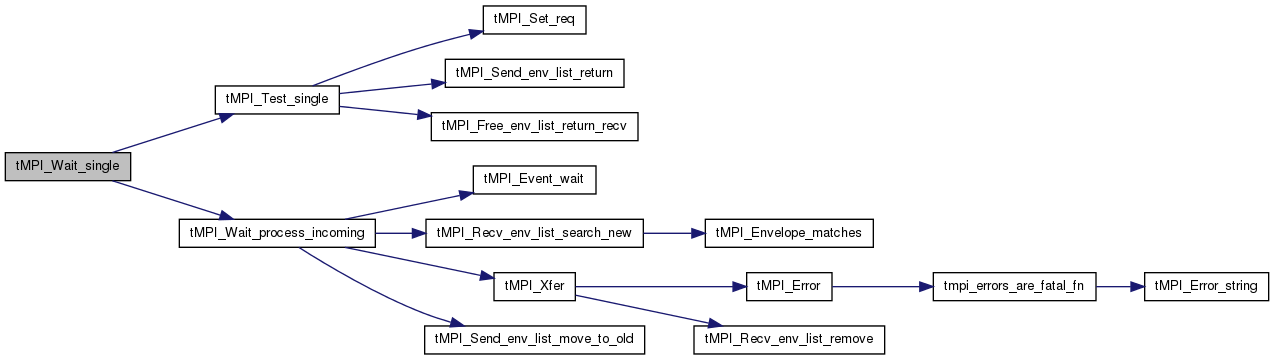 tMPI_Set_req
tMPI_Send_env_list_return
tMPI_Test_single
tMPI_Free_env_list_return_recv
tMPI_Wait_single
tMPI_Event_wait
tMPI_Wait_process_incoming
tMPI_Recv_env_list_search_new
tMPI_Envelope_matches
tMPI_Xfer
tMPI_Error
tmpi_errors_are_fatal_fn
tMPI_Error_string
tMPI_Send_env_list_move_to_old
tMPI_Recv_env_list_remove